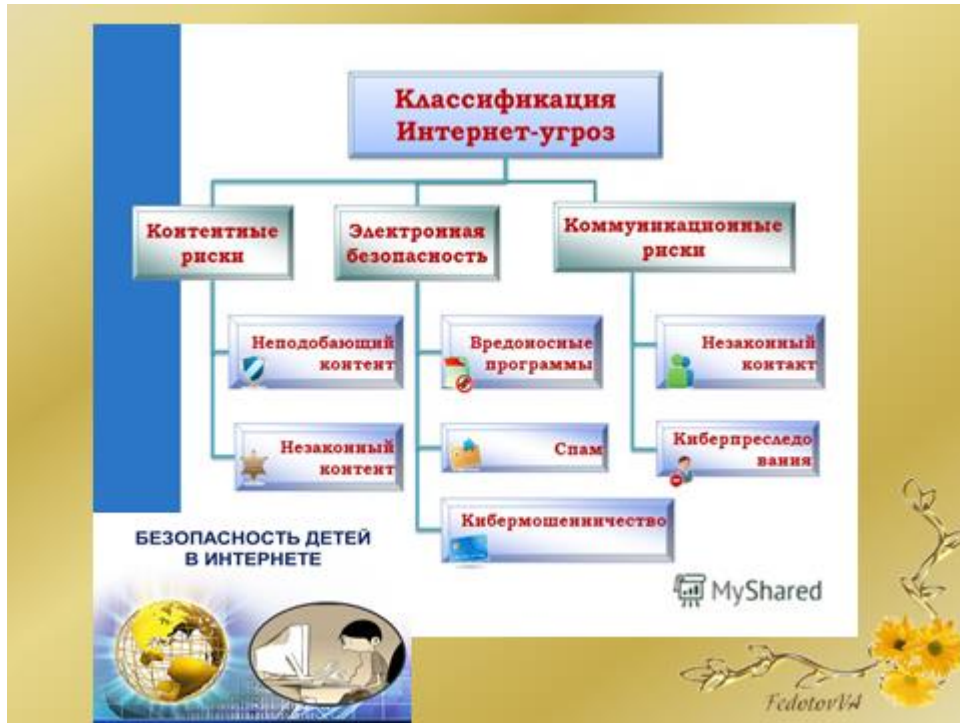 Классификация
Интернет-угроз
Контентные
риски
Электронная
безопасность
Коммуникационные
риски
Неподобающий
контент
Вредоносные
программы
Незаконный
контакт
Незаконный
контент
Спам
Киберпреследо
вания
Кибермошенничество
БЕЗОПАСНОСТЬ ДЕТЕЙ
В ИНТЕРНЕТЕ
MyShared
FedotovVA